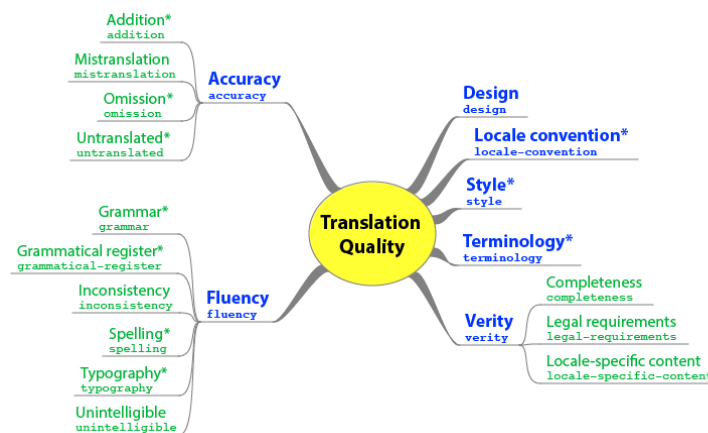 Addition*
addition
Mistranslation
mistranslation
Omission*
omission
Untranslated*
untranslated
Accuracy
accuracy
Grammar*
grammar
Grammatical register*
grammatical-register
Inconsistency
inconsistency
Spelling*
spelling
Typography*
typography
Unintelligible
unintelligible
Fluency
fluency
Translation
Quality
Design
design
Locale convention*
locale-convention
Style*
style
Terminology*
terminology
Verity
verity
Completeness
completeness
Legal requirements
legal-requirements
Locale-specific content
locale-specific-content